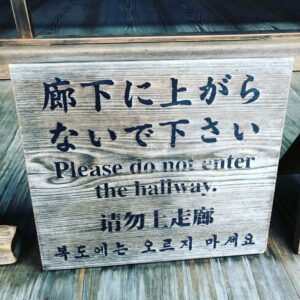 廊下に上がら
ないで下さい
Please do not enter
the hallway.
请勿上走廊
복도에는 오르지 마세요